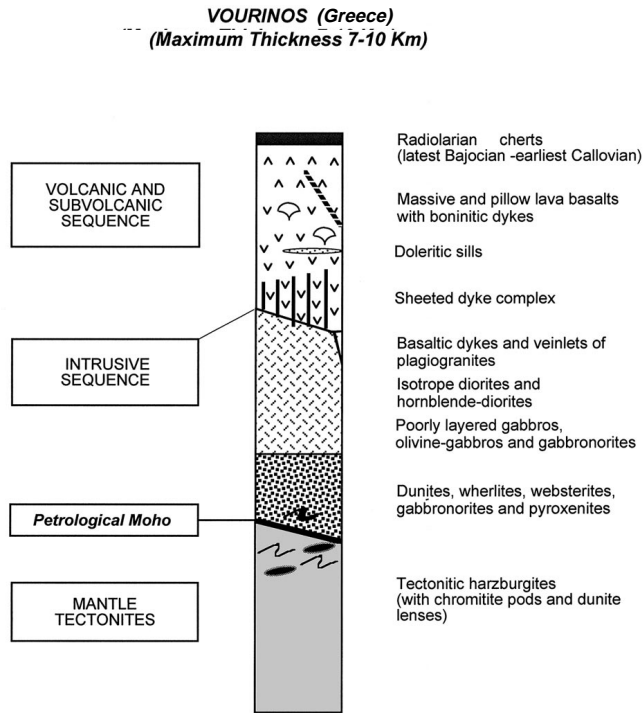 VOURINOS (Greece)
(Maximum Thickness 7-10 Km)
Radiolarian cherts
(latest Bajocian -earliest Callovian)
VOLCANIC AND
SUBVOLCANIC
SEQUENCE
Massive and pillow lava basalts
with boninitic dykes
Doleritic sills
Sheeted dyke complex
INTRUSIVE
SEQUENCE
Basaltic dykes and veinlets of
plagiogranites
Isotrope diorites and
hornblende-diorites
Poorly layered gabbros,
olivine-gabbros and gabbronorites
Dunites, wherlites, websterites,
gabbronorites and pyroxenites
Petrological Moho
MANTLE
TECTONITES
Tectonitic harzburgites
(with chromitite pods and dunite
lenses)